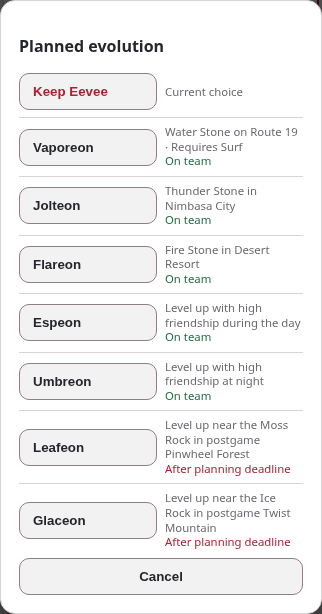 Planned evolution
Keep Eevee
Current choice
Vaporeon
Water Stone on Route 19
· Requires Surf
On team
Jolteon
Thunder Stone in
Nimbasa City
On team
Flareon
Fire Stone in Desert
Resort
On team
Espeon
Level up with high
friendship during the day
On team
Umbreon
Level up with high
friendship at night
On team
Leafeon
Level up near the Moss
Rock in postgame
Pinwheel Forest
After planning deadline
Glaceon
Level up near the Ice
Rock in postgame Twist
Mountain
After planning deadline
Cancel